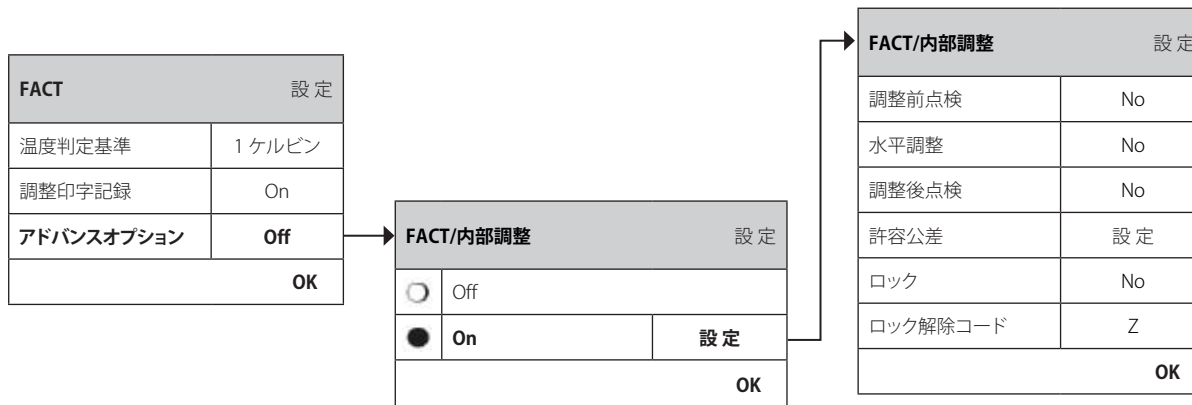 FACT 設定
温度判定基準 1 ケルビン
調整印字記録 On
アドバンスオプション Off
OK
FACT/内部調整 設定
Off
On 設定
OK
FACT/内部調整 設定
調整前点検 No
水平調整 No
調整後点検 No
許容公差 設定
ロック No
ロック解除コード Z
OK